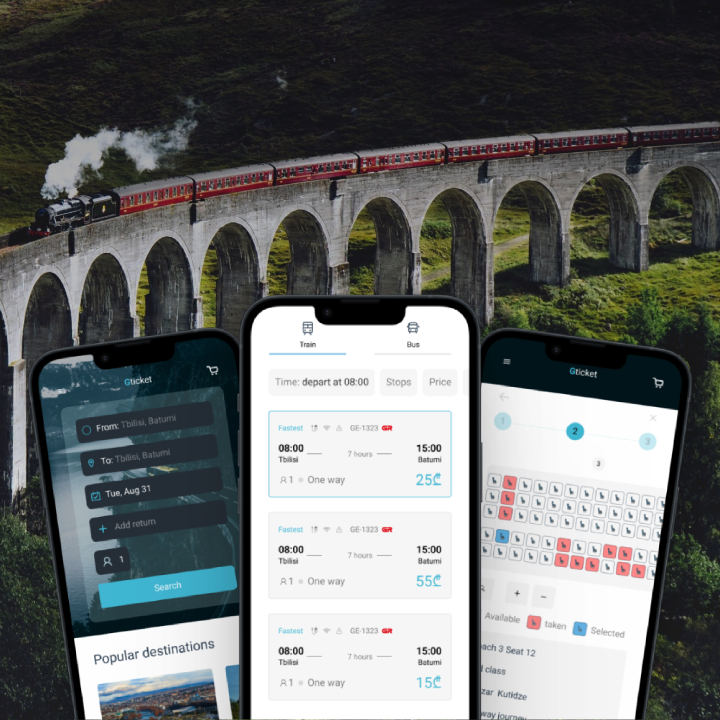 Gticket
From: Tbilisi, Batumi
To: Tbilisi, Batumi
Tue, Aug 31
Add return
1
Search
Popular destinations
Train
Bus
Time: depart at 08:00
Stops
Price
Fastest GE-1323 GR
08:00 15:00
Tbilisi 7 hours Batumi
1 One way 25₾
Fastest GE-1323 GR
08:00 15:00
Tbilisi 7 hours Batumi
1 One way 55₾
Fastest GE-1323 GR
08:00 15:00
Tbilisi 7 hours Batumi
1 One way 15₾
Gticket
1 2 3
3
+ −
Available taken Selected
ach 3 Seat 12
class
zar Kutidze
way journey